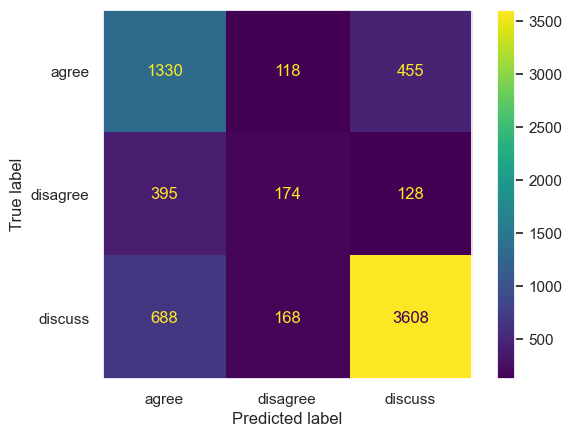 3500
agree 1330 118 455
3000
2500
True label
disagree 395 174 128
2000
1500
discuss 688 168 3608
1000
500
agree disagree discuss
Predicted label